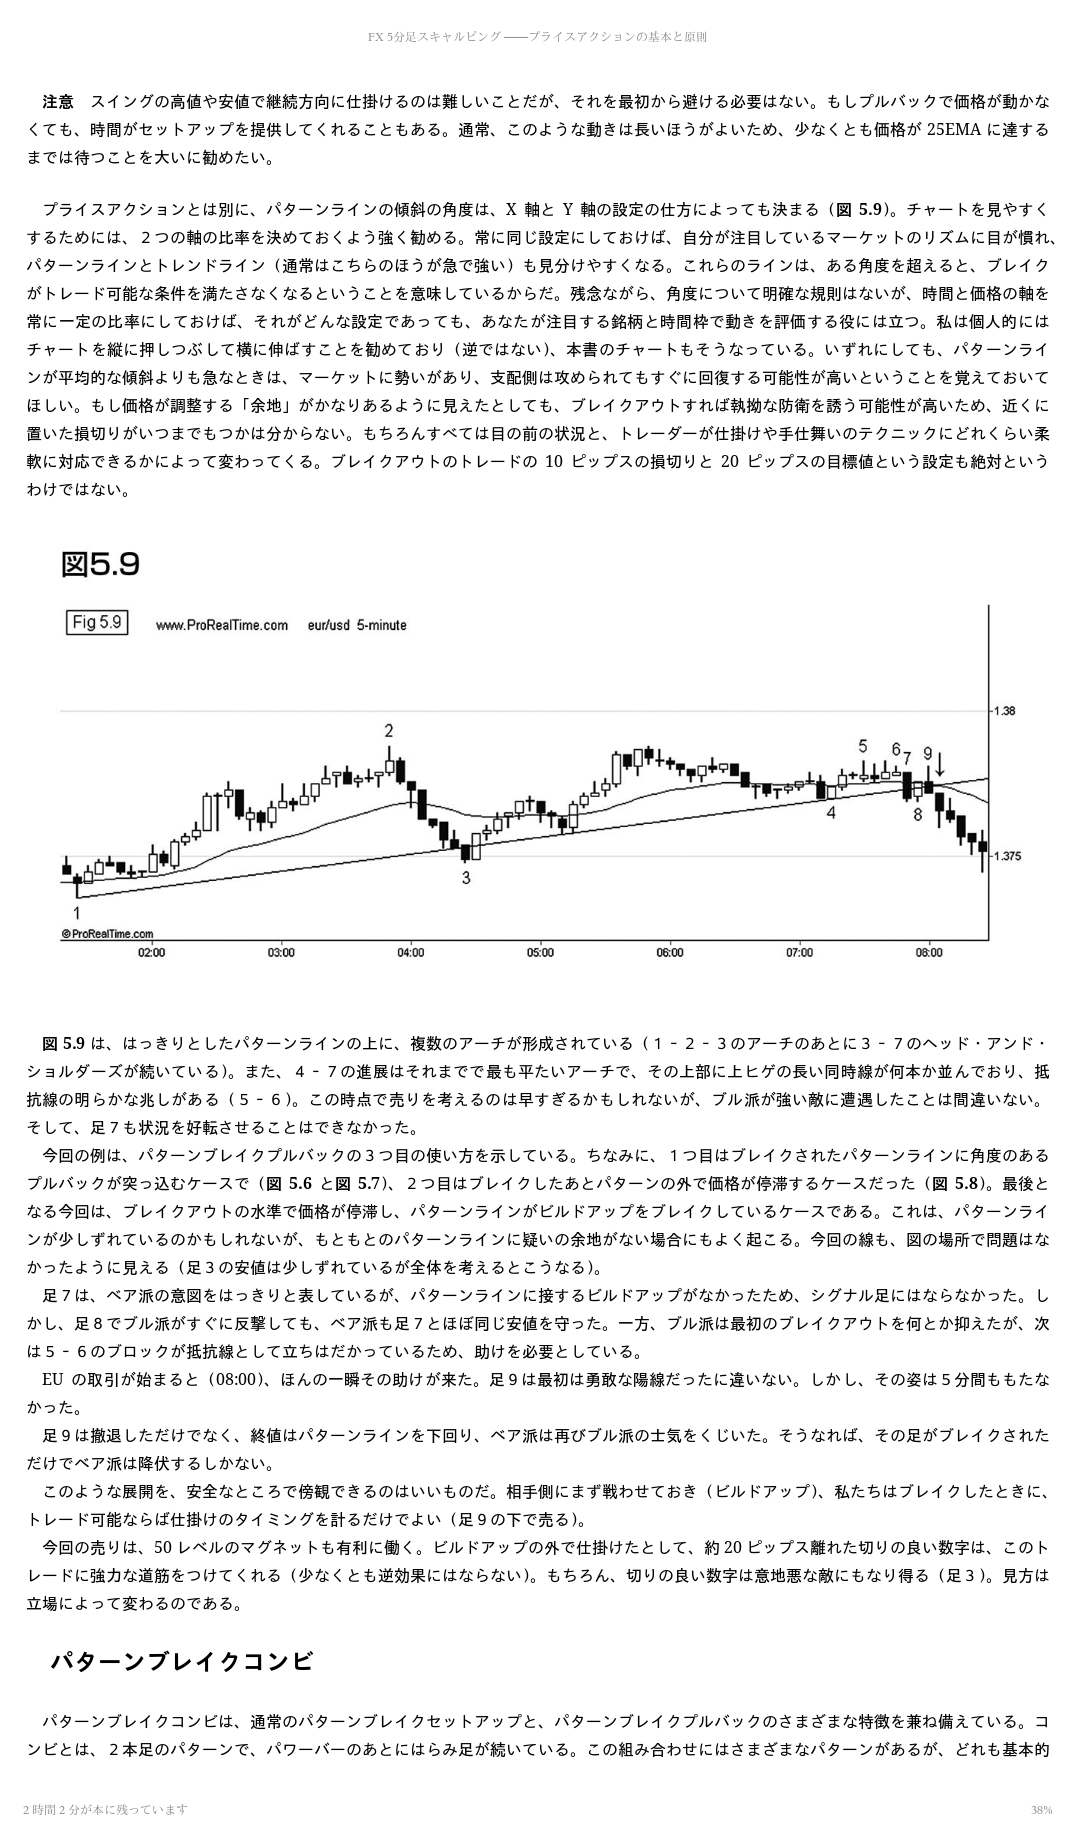 FX 5分足スキャルピング ――プライスアクションの基本と原則
注意　スイングの高値や安値で継続方向に仕掛けるのは難しいことだが、それを最初から避ける必要はない。もしプルバックで価格が動かな
くても、時間がセットアップを提供してくれることもある。通常、このような動きは長いほうがよいため、少なくとも価格が 25EMA に達する
までは待つことを大いに勧めたい。
プライスアクションとは別に、パターンラインの傾斜の角度は、X 軸と Y 軸の設定の仕方によっても決まる（図 5.9）。チャートを見やすく
するためには、２つの軸の比率を決めておくよう強く勧める。常に同じ設定にしておけば、自分が注目しているマーケットのリズムに目が慣れ、
パターンラインとトレンドライン（通常はこちらのほうが急で強い）も見分けやすくなる。これらのラインは、ある角度を超えると、ブレイク
がトレード可能な条件を満たさなくなるということを意味しているからだ。残念ながら、角度について明確な規則はないが、時間と価格の軸を
常に一定の比率にしておけば、それがどんな設定であっても、あなたが注目する銘柄と時間枠で動きを評価する役には立つ。私は個人的には
チャートを縦に押しつぶして横に伸ばすことを勧めており（逆ではない）、本書のチャートもそうなっている。いずれにしても、パターンライ
ンが平均的な傾斜よりも急なときは、マーケットに勢いがあり、支配側は攻められてもすぐに回復する可能性が高いということを覚えておいて
ほしい。もし価格が調整する「余地」がかなりあるように見えたとしても、ブレイクアウトすれば執拗な防衛を誘う可能性が高いため、近くに
置いた損切りがいつまでもつかは分からない。もちろんすべては目の前の状況と、トレーダーが仕掛けや手仕舞いのテクニックにどれくらい柔
軟に対応できるかによって変わってくる。ブレイクアウトのトレードの 10 ピップスの損切りと 20 ピップスの目標値という設定も絶対という
わけではない。
図5.9
Fig 5.9 www.ProRealTime.com eur/usd 5-minute
1.38
2
5 6 7 9
4 8
1.375
3
1
©ProRealTime.com
02:00 03:00 04:00 05:00 06:00 07:00 08:00
図 5.9 は、はっきりとしたパターンラインの上に、複数のアーチが形成されている（１‐２‐３のアーチのあとに３‐７のヘッド・アンド・
ショルダーズが続いている）。また、４‐７の進展はそれまでで最も平たいアーチで、その上部に上ヒゲの長い同時線が何本か並んでおり、抵
抗線の明らかな兆しがある（５‐６）。この時点で売りを考えるのは早すぎるかもしれないが、ブル派が強い敵に遭遇したことは間違いない。
そして、足７も状況を好転させることはできなかった。
今回の例は、パターンブレイクプルバックの３つ目の使い方を示している。ちなみに、１つ目はブレイクされたパターンラインに角度のある
プルバックが突っ込むケースで（図 5.6 と図 5.7）、２つ目はブレイクしたあとパターンの外で価格が停滞するケースだった（図 5.8）。最後と
なる今回は、ブレイクアウトの水準で価格が停滞し、パターンラインがビルドアップをブレイクしているケースである。これは、パターンライ
ンが少しずれているのかもしれないが、もともとのパターンラインに疑いの余地がない場合にもよく起こる。今回の線も、図の場所で問題はな
かったように見える（足３の安値は少しずれているが全体を考えるとこうなる）。
足７は、ベア派の意図をはっきりと表しているが、パターンラインに接するビルドアップがなかったため、シグナル足にはならなかった。し
かし、足８でブル派がすぐに反撃しても、ベア派も足７とほぼ同じ安値を守った。一方、ブル派は最初のブレイクアウトを何とか抑えたが、次
は５‐６のブロックが抵抗線として立ちはだかっているため、助けを必要としている。
EU の取引が始まると（08:00）、ほんの一瞬その助けが来た。足９は最初は勇敢な陽線だったに違いない。しかし、その姿は５分間ももたな
かった。
足９は撤退しただけでなく、終値はパターンラインを下回り、ベア派は再びブル派の士気をくじいた。そうなれば、その足がブレイクされた
だけでベア派は降伏するしかない。
このような展開を、安全なところで傍観できるのはいいものだ。相手側にまず戦わせておき（ビルドアップ）、私たちはブレイクしたときに、
トレード可能ならば仕掛けのタイミングを計るだけでよい（足９の下で売る）。
今回の売りは、50 レベルのマグネットも有利に働く。ビルドアップの外で仕掛けたとして、約 20 ピップス離れた切りの良い数字は、このト
レードに強力な道筋をつけてくれる（少なくとも逆効果にはならない）。もちろん、切りの良い数字は意地悪な敵にもなり得る（足３）。見方は
立場によって変わるのである。
パターンブレイクコンビ
パターンブレイクコンビは、通常のパターンブレイクセットアップと、パターンブレイクプルバックのさまざまな特徴を兼ね備えている。コ
ンビとは、２本足のパターンで、パワーバーのあとにはらみ足が続いている。この組み合わせにはさまざまなパターンがあるが、どれも基本的
2 時間 2 分が本に残っています 38%